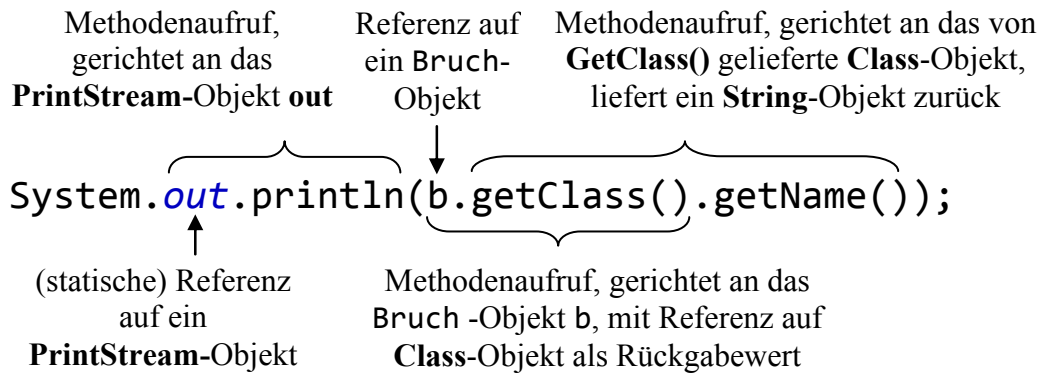 Methodenaufruf,
gerichtet an das
PrintStream-Objekt out
Referenz auf
ein Bruch-
Objekt
Methodenaufruf, gerichtet an das von
GetClass() gelieferte Class-Objekt,
liefert ein String-Objekt zurück
System.out.println(b.getClass().getName());
(statische) Referenz
auf ein
PrintStream-Objekt
Methodenaufruf, gerichtet an das
Bruch -Objekt b, mit Referenz auf
Class-Objekt als Rückgabewert